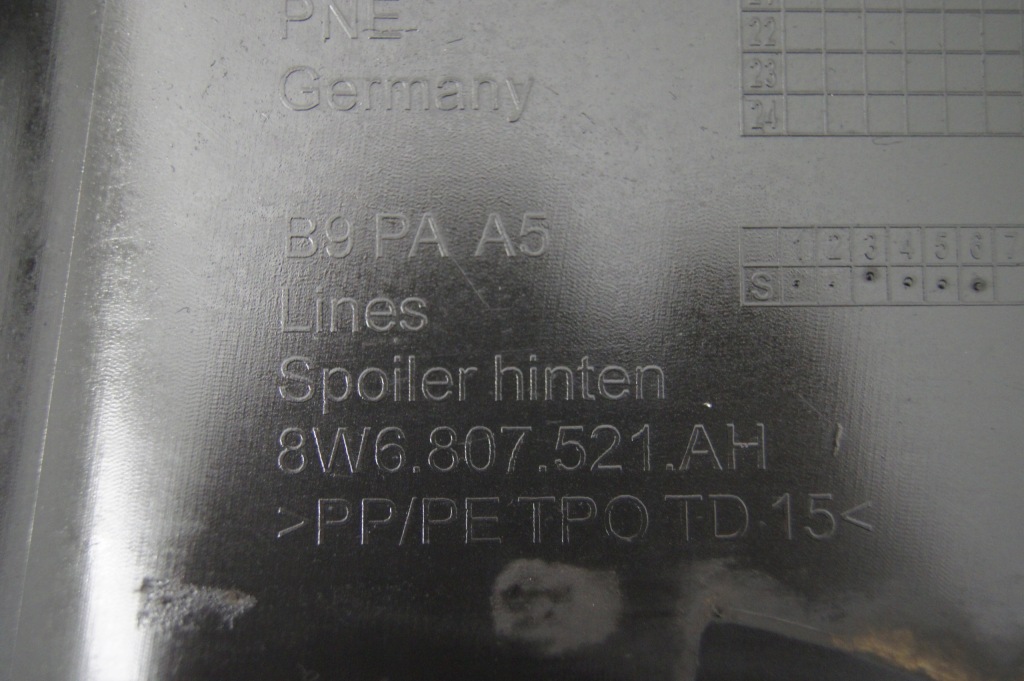 PNE
Germany
22
23
24
B9 PA A5
1 2 3 4 5 6 7
S
Lines
Spoiler hinten
8W6.807.521.AH
>PP/PE TPO TD 15<